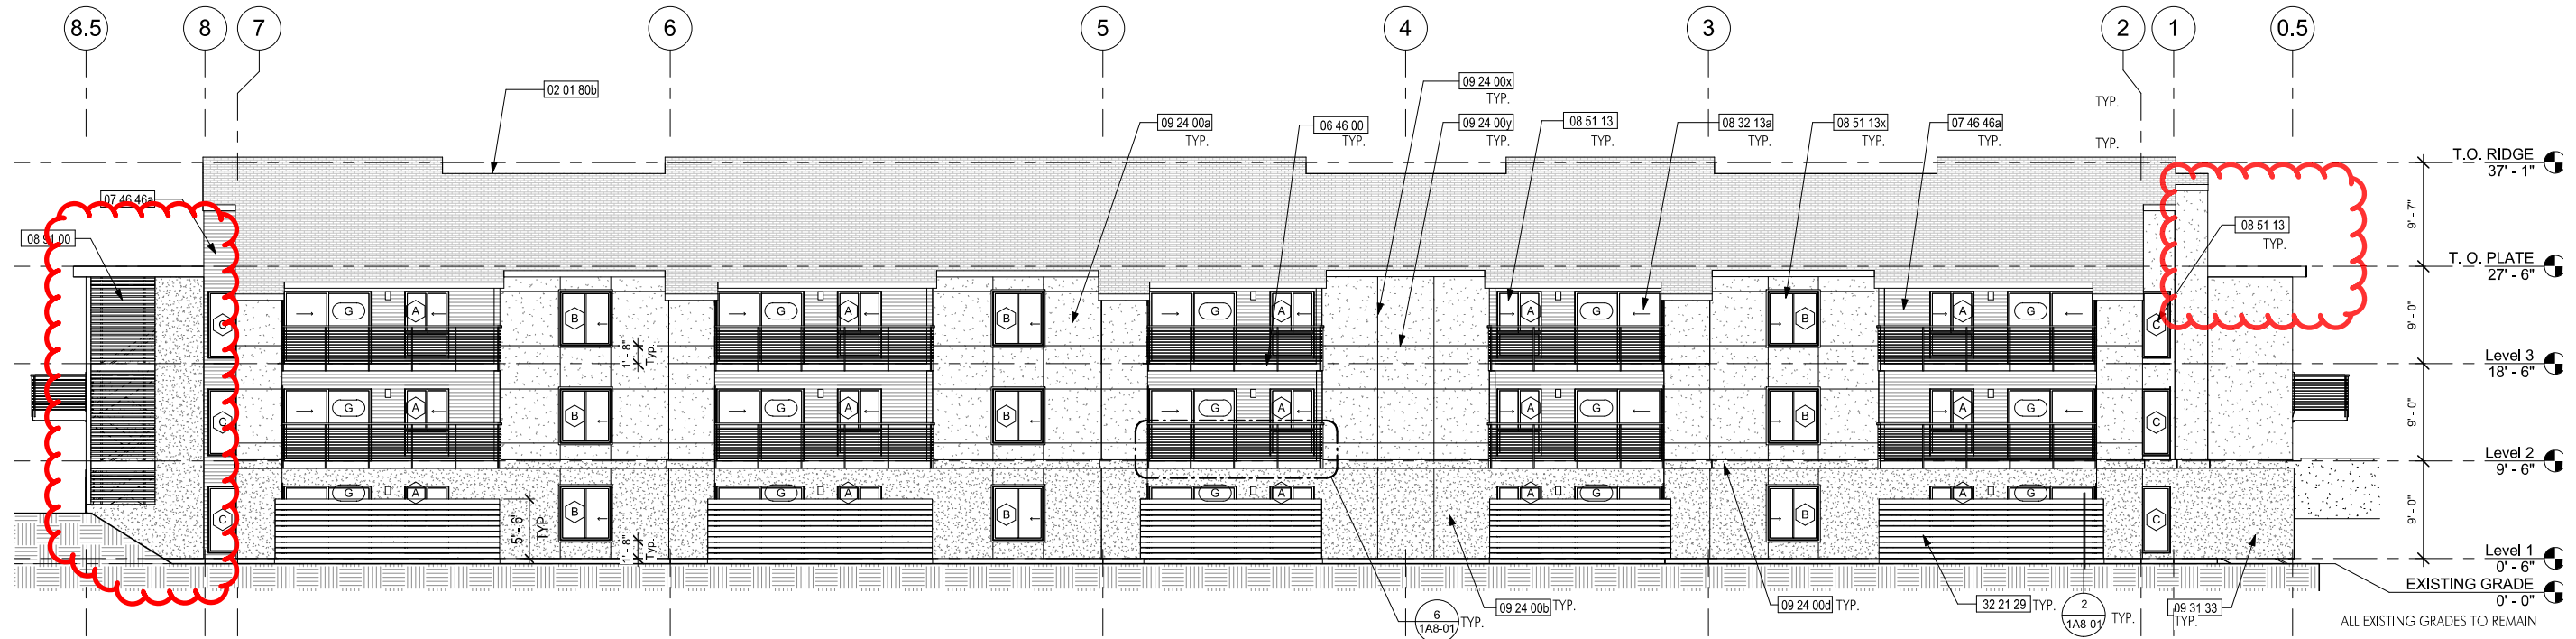 8.5 8 7 6 5 4 3 2 1 0.5
02 01 80b
09 24 00x
TYP.
09 24 00a
TYP.
06 46 00
TYP.
09 24 00y
TYP.
08 51 13
TYP.
08 32 13a
TYP.
08 51 13x
TYP.
07 46 46a
TYP.
TYP.
TYP.
T.O. RIDGE
37' - 1"
07 46 46a
08 91 00
08 51 13
TYP.
9' - 7"
T. O. PLATE
27' - 6"
C G A B G A B G A A G B A G C
1' - 8"
Typ.
9' - 0"
Level 3
18' - 6"
C G A B G A B G A A G B A G C
9' - 0"
Level 2
9' - 6"
C G A B G A B G A A G B A G C
5' - 6"
TYP
1' - 8"
Typ.
9' - 0"
Level 1
0' - 6"
EXISTING GRADE
0' - 0"
ALL EXISTING GRADES TO REMAIN
6
1A8-01
TYP.
09 24 00b TYP.
09 24 00d TYP.
32 21 29 TYP.
2
1A8-01
TYP.
09 31 33
TYP.